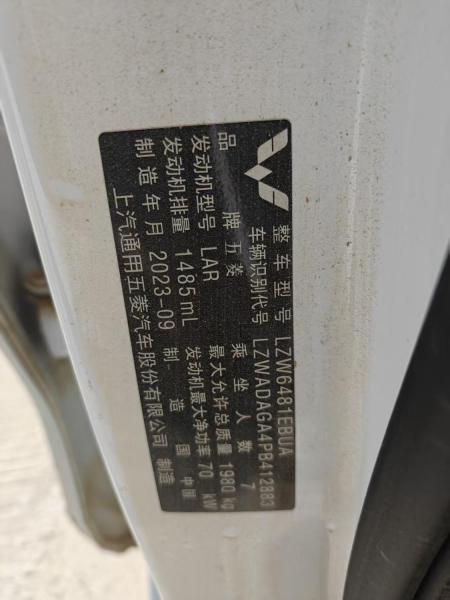 整车型号 LZW6481EBUA
车辆识别代号 LZWADAGA4PB412883
品牌 五菱 乘坐人数 7
发动机型号 LAR 最大允许总质量 1980 kg
发动机排量 1485 mL 发动机最大净功率 70 kW
制造年月 2023-09 制造国 中国
上汽通用五菱汽车股份有限公司 制造